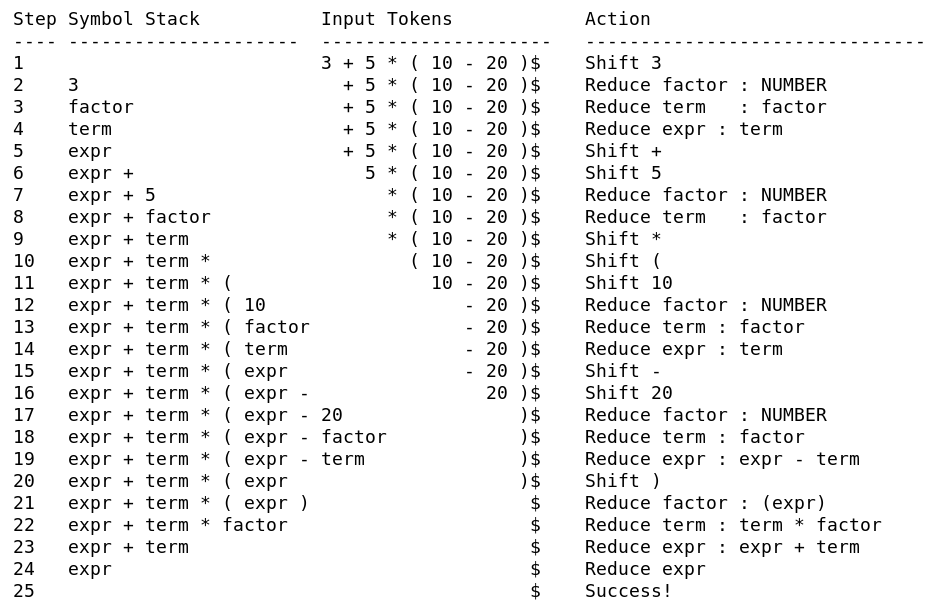 Step Symbol Stack           Input Tokens            Action
---- ---------------------  ---------------------   -------------------------------
1                           3 + 5 * ( 10 - 20 )$    Shift 3
2    3                        + 5 * ( 10 - 20 )$    Reduce factor : NUMBER
3    factor                   + 5 * ( 10 - 20 )$    Reduce term   : factor
4    term                     + 5 * ( 10 - 20 )$    Reduce expr : term
5    expr                     + 5 * ( 10 - 20 )$    Shift +
6    expr +                     5 * ( 10 - 20 )$    Shift 5
7    expr + 5                     * ( 10 - 20 )$    Reduce factor : NUMBER
8    expr + factor                * ( 10 - 20 )$    Reduce term   : factor
9    expr + term                  * ( 10 - 20 )$    Shift *
10   expr + term *                  ( 10 - 20 )$    Shift (
11   expr + term * (                  10 - 20 )$    Shift 10
12   expr + term * ( 10                  - 20 )$    Reduce factor : NUMBER
13   expr + term * ( factor              - 20 )$    Reduce term : factor
14   expr + term * ( term                - 20 )$    Reduce expr : term
15   expr + term * ( expr                - 20 )$    Shift -
16   expr + term * ( expr -                20 )$    Shift 20
17   expr + term * ( expr - 20                )$    Reduce factor : NUMBER
18   expr + term * ( expr - factor            )$    Reduce term : factor
19   expr + term * ( expr - term              )$    Reduce expr : expr - term
20   expr + term * ( expr                     )$    Shift )
21   expr + term * ( expr )                    $    Reduce factor : (expr)
22   expr + term * factor                      $    Reduce term : term * factor
23   expr + term                               $    Reduce expr : expr + term
24   expr                                      $    Reduce expr
25                                             $    Success!